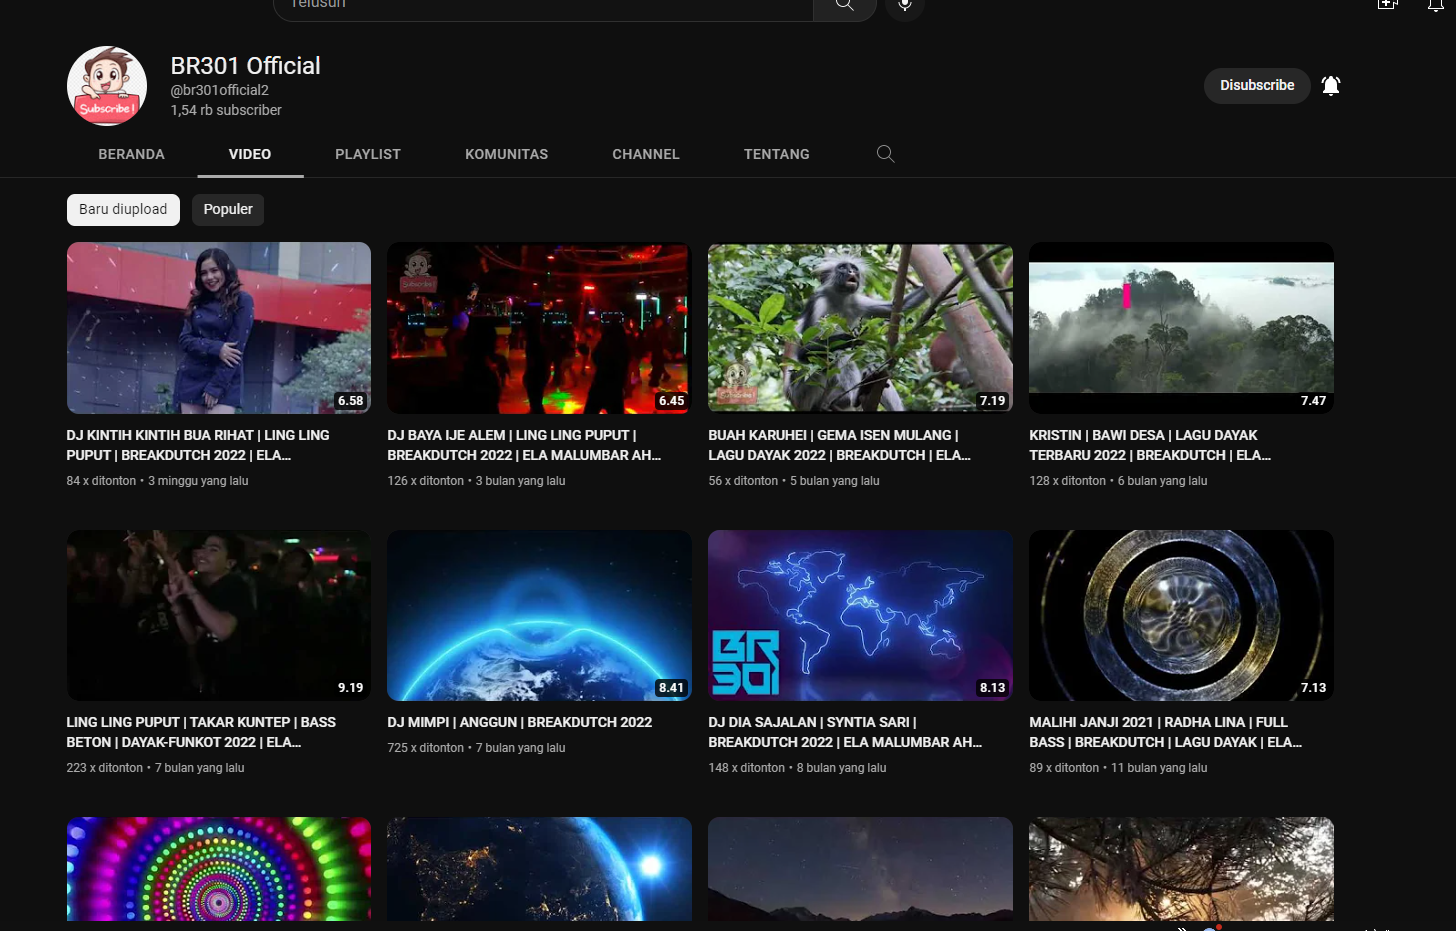 Telusuri
BR301 Official
@br301official2
1,54 rb subscriber
Subscribe!
Disubscribe
BERANDA
VIDEO
PLAYLIST
KOMUNITAS
CHANNEL
TENTANG
Baru diupload
Populer
6.58
Subscribe!
6.45
7.19
7.47
DJ KINTIH KINTIH BUA RIHAT | LING LING
PUPUT | BREAKDUTCH 2022 | ELA...
84 x ditonton • 3 minggu yang lalu
DJ BAYA IJE ALEM | LING LING PUPUT |
BREAKDUTCH 2022 | ELA MALUMBAR AH...
126 x ditonton • 3 bulan yang lalu
BUAH KARUHEI | GEMA ISEN MULANG |
LAGU DAYAK 2022 | BREAKDUTCH | ELA...
56 x ditonton • 5 bulan yang lalu
KRISTIN | BAWI DESA | LAGU DAYAK
TERBARU 2022 | BREAKDUTCH | ELA...
128 x ditonton • 6 bulan yang lalu
9.19
8.41
BR
301
8.13
7.13
LING LING PUPUT | TAKAR KUNTEP | BASS
BETON | DAYAK-FUNKOT 2022 | ELA...
223 x ditonton • 7 bulan yang lalu
DJ MIMPI | ANGGUN | BREAKDUTCH 2022
725 x ditonton • 7 bulan yang lalu
DJ DIA SAJALAN | SYNTIA SARI |
BREAKDUTCH 2022 | ELA MALUMBAR AH...
148 x ditonton • 8 bulan yang lalu
MALIHI JANJI 2021 | RADHA LINA | FULL
BASS | BREAKDUTCH | LAGU DAYAK | ELA...
89 x ditonton • 11 bulan yang lalu